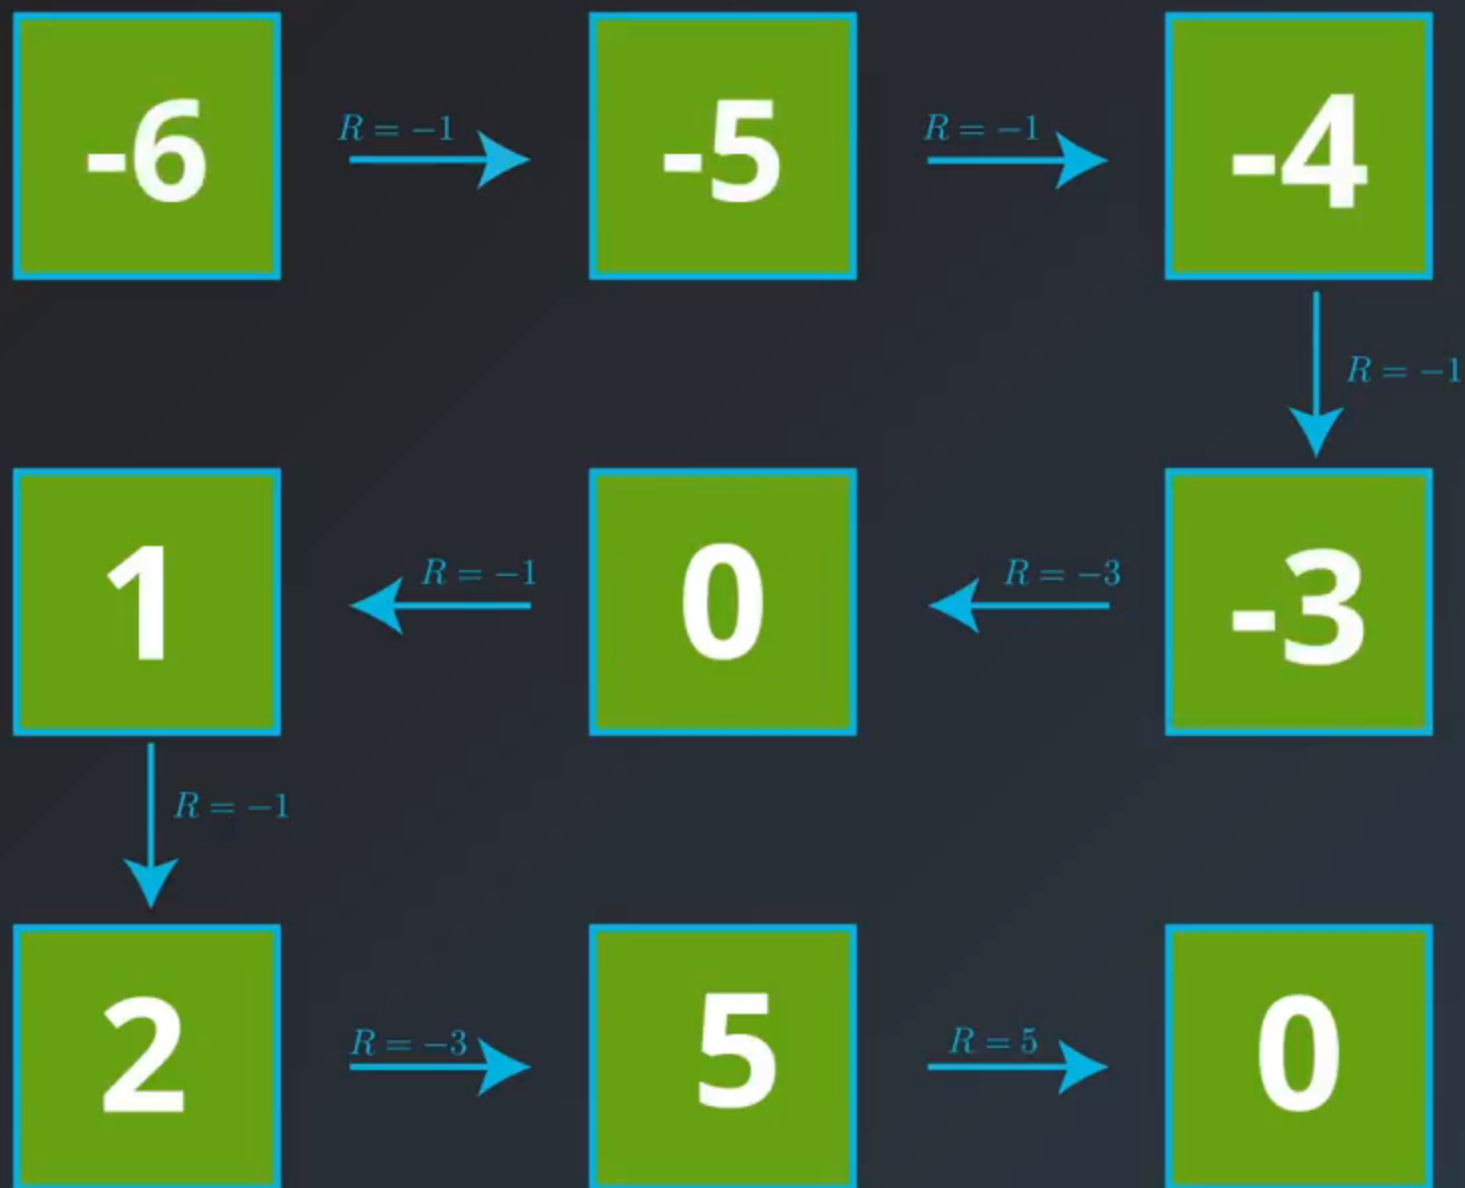 -6 R = −1 -5 R = −1 -4
R = −1
1 R = −1 0 R = −3 -3
R = −1
2 R = −3 5 R = 5 0